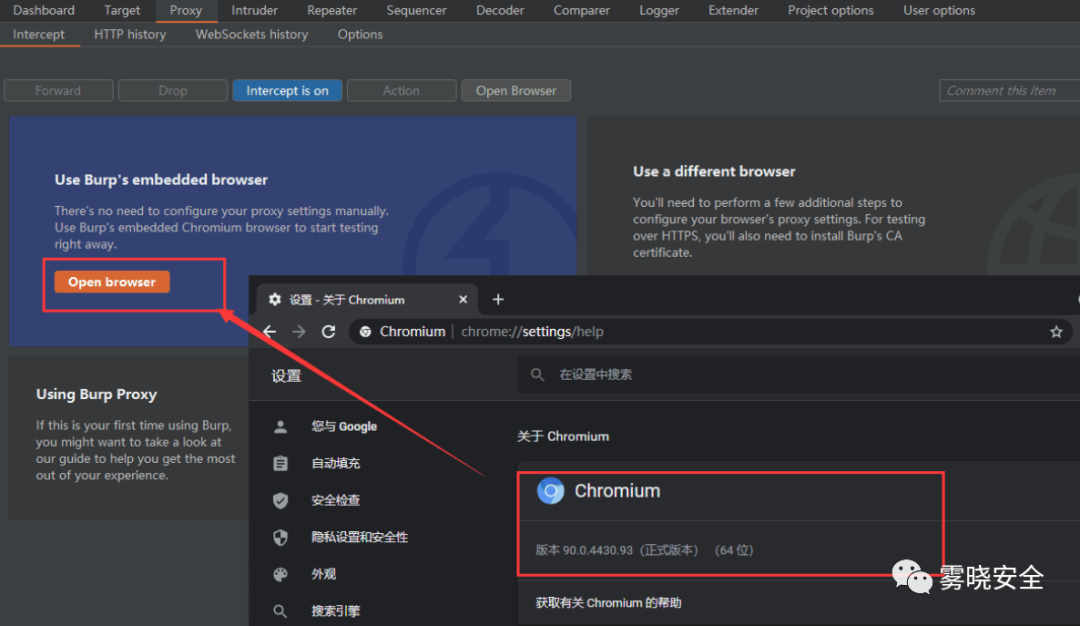 Dashboard Target Proxy Intruder Repeater Sequencer Decoder Comparer Logger Extender Project options User options
Intercept HTTP history WebSockets history Options
Forward Drop Intercept is on Action Open Browser Comment this item
Use Burp's embedded browser
There's no need to configure your proxy settings manually.
Use Burp's embedded Chromium browser to start testing
right away.
Open browser
Use a different browser
You'll need to perform a few additional steps to
configure your browser's proxy settings. For testing
over HTTPS, you'll also need to install Burp's CA
certificate.
Using Burp Proxy
If this is your first time using Burp,
you might want to take a look at
our guide to help you get the most
out of your experience.
设置 - 关于 Chromium
Chromium | chrome://settings/help
设置
在设置中搜索
您与 Google
自动填充
安全检查
隐私设置和安全性
外观
搜索引擎
关于 Chromium
Chromium
版本 90.0.4430.93（正式版本） （64 位）
获取有关 Chromium 的帮助
雾晓安全